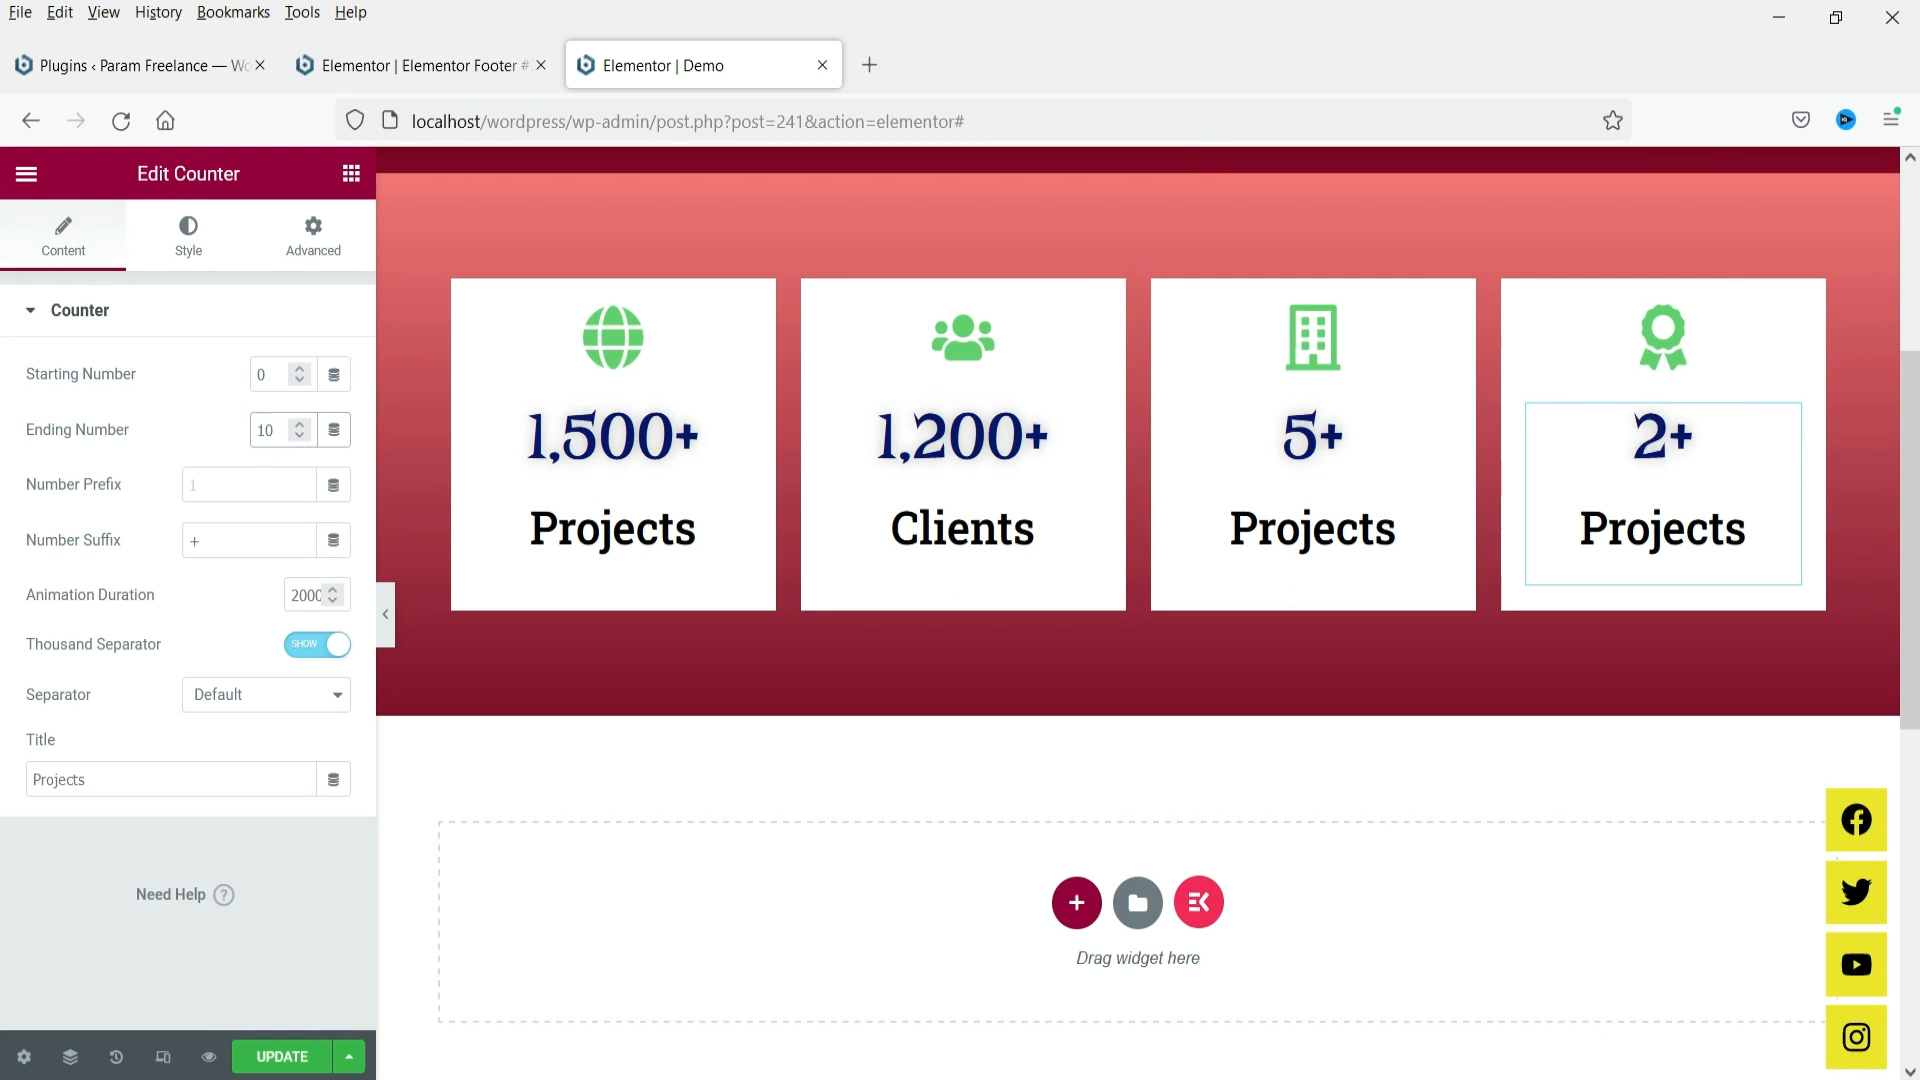 File Edit View History Bookmarks Tools Help
Plugins ‹ Param Freelance — Wo
Elementor | Elementor Footer #
Elementor | Demo
localhost/wordpress/wp-admin/post.php?post=241&action=elementor#
Edit Counter
Content Style Advanced
Counter
Starting Number 0
Ending Number 10
Number Prefix 1
Number Suffix +
Animation Duration 2000
Thousand Separator SHOW
Separator Default
Title
Projects
Need Help ?
UPDATE
1,500+ 1,200+ 5+ 2+
Projects Clients Projects Projects
Drag widget here